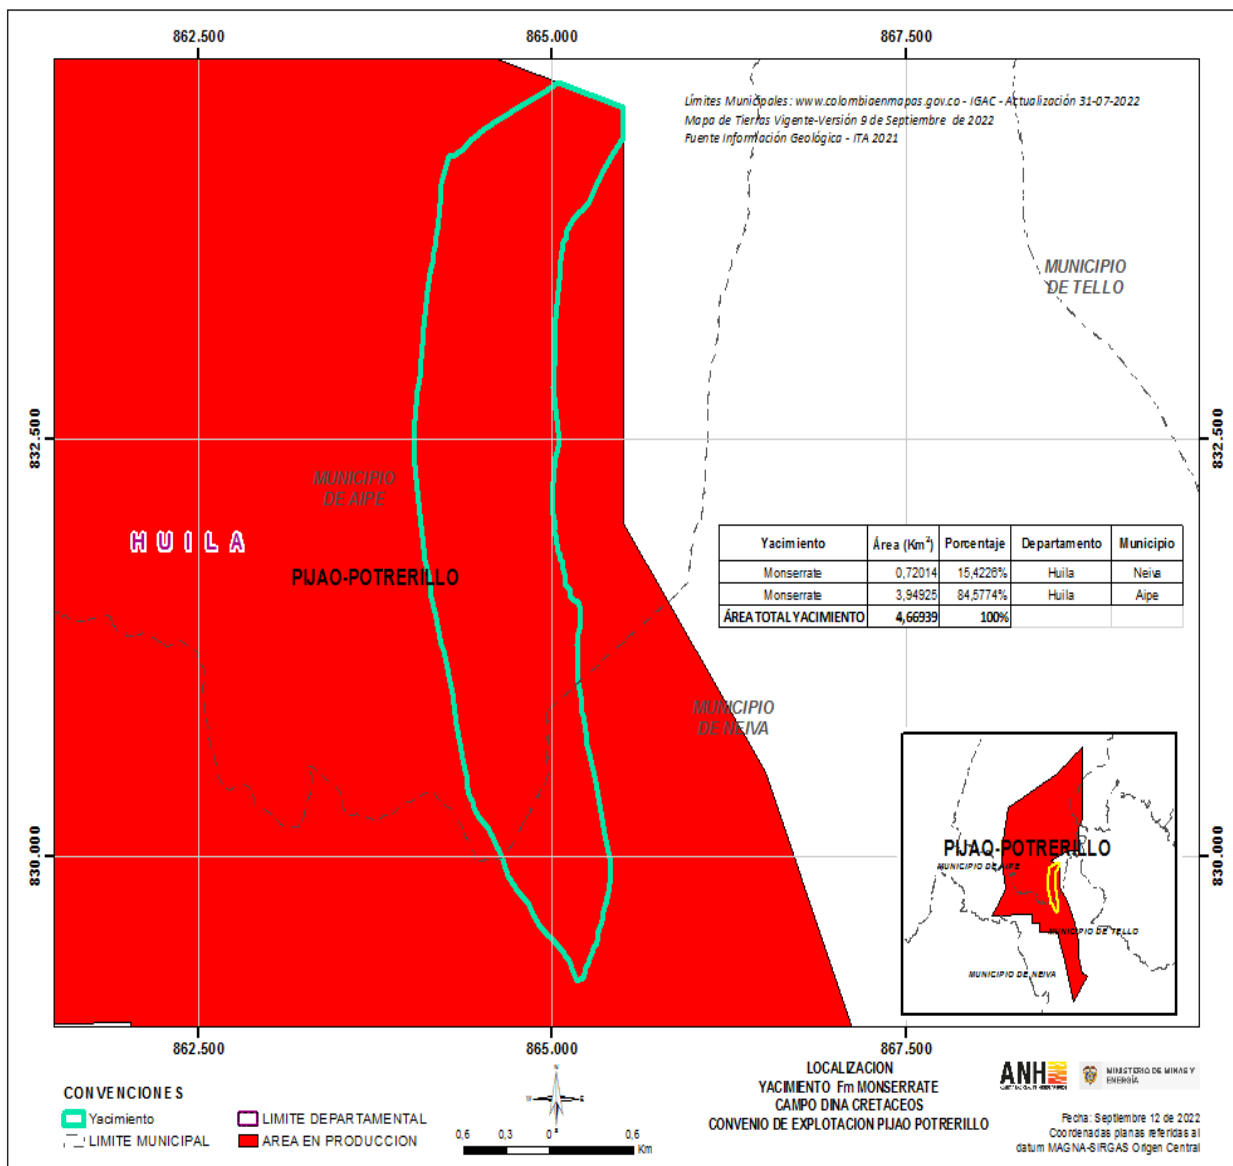 862.500 865.000 867.500
Límites Municipales: www.colombiaenmapas.gov.co - IGAC - Actualización 31-07-2022
Mapa de Tierras Vigente-Versión 9 de Septiembre de 2022
Fuente Información Geológica - ITA 2021
MUNICIPIO
DE TELLO
832.500 832.500
MUNICIPIO
DE AIPE
HUILA
PIJAO-POTRERILLO
Yacimiento Área (Km²) Porcentaje Departamento Municipio
Monserrate 0,72014 15,4226% Huila Neiva
Monserrate 3,94925 84,5774% Huila Aipe
ÁREA TOTAL YACIMIENTO 4,66939 100%
MUNICIPIO
DE NEIVA
830.000 830.000
PIJAO-POTRERILLO
MUNICIPIO DE AIPE
MUNICIPIO DE TELLO
MUNICIPIO DE NEIVA
862.500 865.000 867.500
CONVENCIONES
Yacimiento
LIMITE MUNICIPAL
LIMITE DEPARTAMENTAL
AREA EN PRODUCCION
N
W E
S
0,6 0,3 0 0,6
Km
LOCALIZACION
YACIMIENTO Fm MONSERRATE
CAMPO DINA CRETACEOS
CONVENIO DE EXPLOTACION PIJAO POTRERILLO
ANH
MINISTERIO DE MINAS Y
ENERGÍA
Fecha: Septiembre 12 de 2022
Coordenadas planas referidas al
datum MAGNA-SIRGAS Origen Central